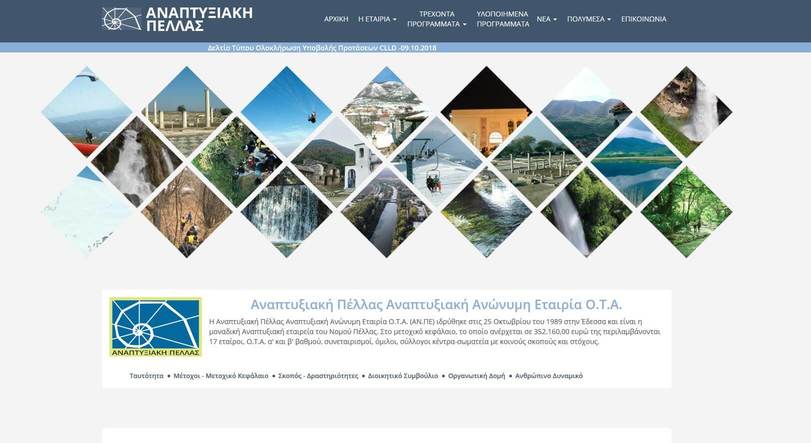 ΑΝΑΠΤΥΞΙΑΚΗ
ΠΕΛΛΑΣ
ΑΡΧΙΚΗ Η ΕΤΑΙΡΙΑ ΤΡΕΧΟΝΤΑ ΠΡΟΓΡΑΜΜΑΤΑ ΥΛΟΠΟΙΗΜΕΝΑ ΠΡΟΓΡΑΜΜΑΤΑ ΝΕΑ ΠΟΛΥΜΕΣΑ ΕΠΙΚΟΙΝΩΝΙΑ
Δελτίο Τύπου Ολοκλήρωση Υποβολής Προτάσεων CLLD -09.10.2018
Αναπτυξιακή Πέλλας Αναπτυξιακή Ανώνυμη Εταιρία Ο.Τ.Α.
Η Αναπτυξιακή Πέλλας Αναπτυξιακή Ανώνυμη Εταιρία Ο.Τ.Α. (ΑΝ.ΠΕ) ιδρύθηκε στις 25 Οκτωβρίου του 1989 στην Έδεσσα και είναι η
μοναδική Αναπτυξιακή εταιρεία του Νομού Πέλλας. Στο μετοχικό κεφάλαιο, το οποίο ανέρχεται σε 352.160,00 ευρώ της περιλαμβάνονται
17 εταίροι, Ο.Τ.Α. α' και β' βαθμού, συνεταιρισμοί, όμιλοι, σύλλογοι κέντρα-σωματεία με κοινούς σκοπούς και στόχους.
ΑΝΑΠΤΥΞΙΑΚΗ ΠΕΛΛΑΣ
Ταυτότητα • Μέτοχοι - Μετοχικό Κεφάλαιο • Σκοπός - Δραστηριότητες • Διοικητικό Συμβούλιο • Οργανωτική Δομή • Ανθρώπινο Δυναμικό